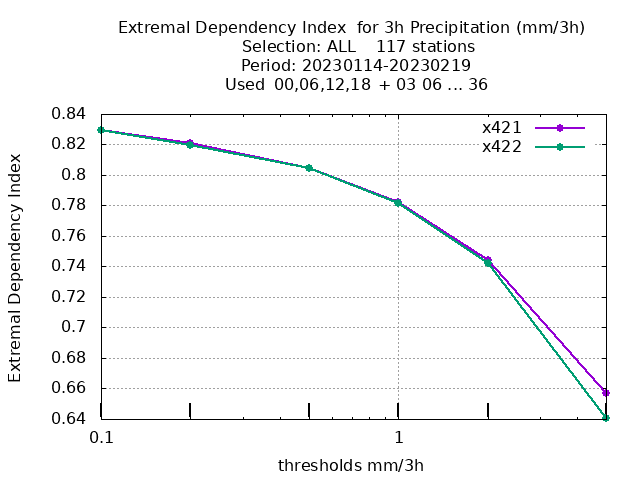 Extremal Dependency Index  for 3h Precipitation (mm/3h)
Selection: ALL    117 stations
Period: 20230114-20230219
Used  00,06,12,18  + 03 06 ... 36
x421
x422
0.84
0.82
0.8
0.78
0.76
0.74
0.72
0.7
0.68
0.66
0.64
Extremal Dependency Index
0.1
1
thresholds mm/3h